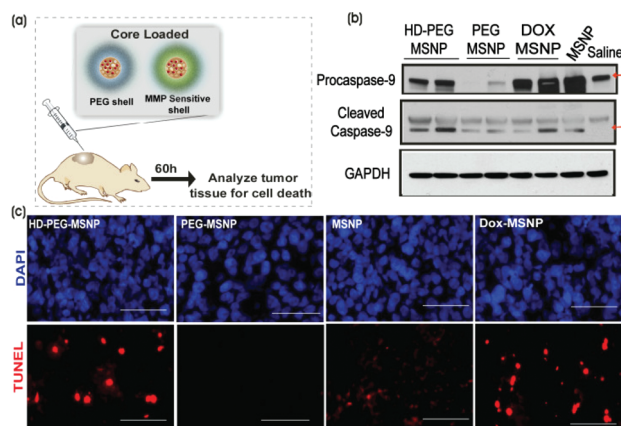 (a)
Core Loaded
PEG shell
MMP Sensitive
shell
60h
Analyze tumor
tissue for cell death
(b)
HD-PEG
MSNP
PEG
MSNP
DOX
MSNP
MSNP
Saline
Procaspase-9
Cleaved
Caspase-9
GAPDH
(c)
HD-PEG-MSNP
PEG-MSNP
MSNP
Dox-MSNP
DAPI
TUNEL